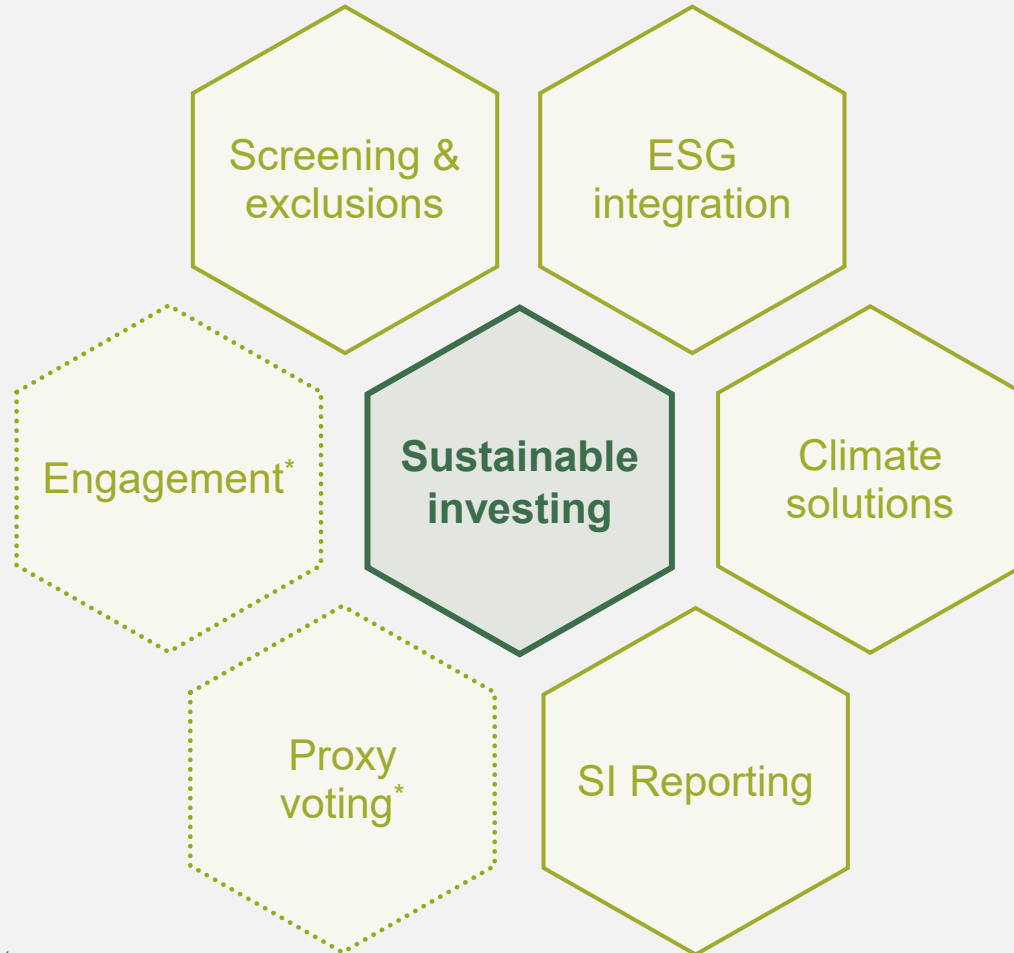 Screening &
exclusions
ESG
integration
Engagement*
Sustainable
investing
Climate
solutions
Proxy
voting*
SI Reporting